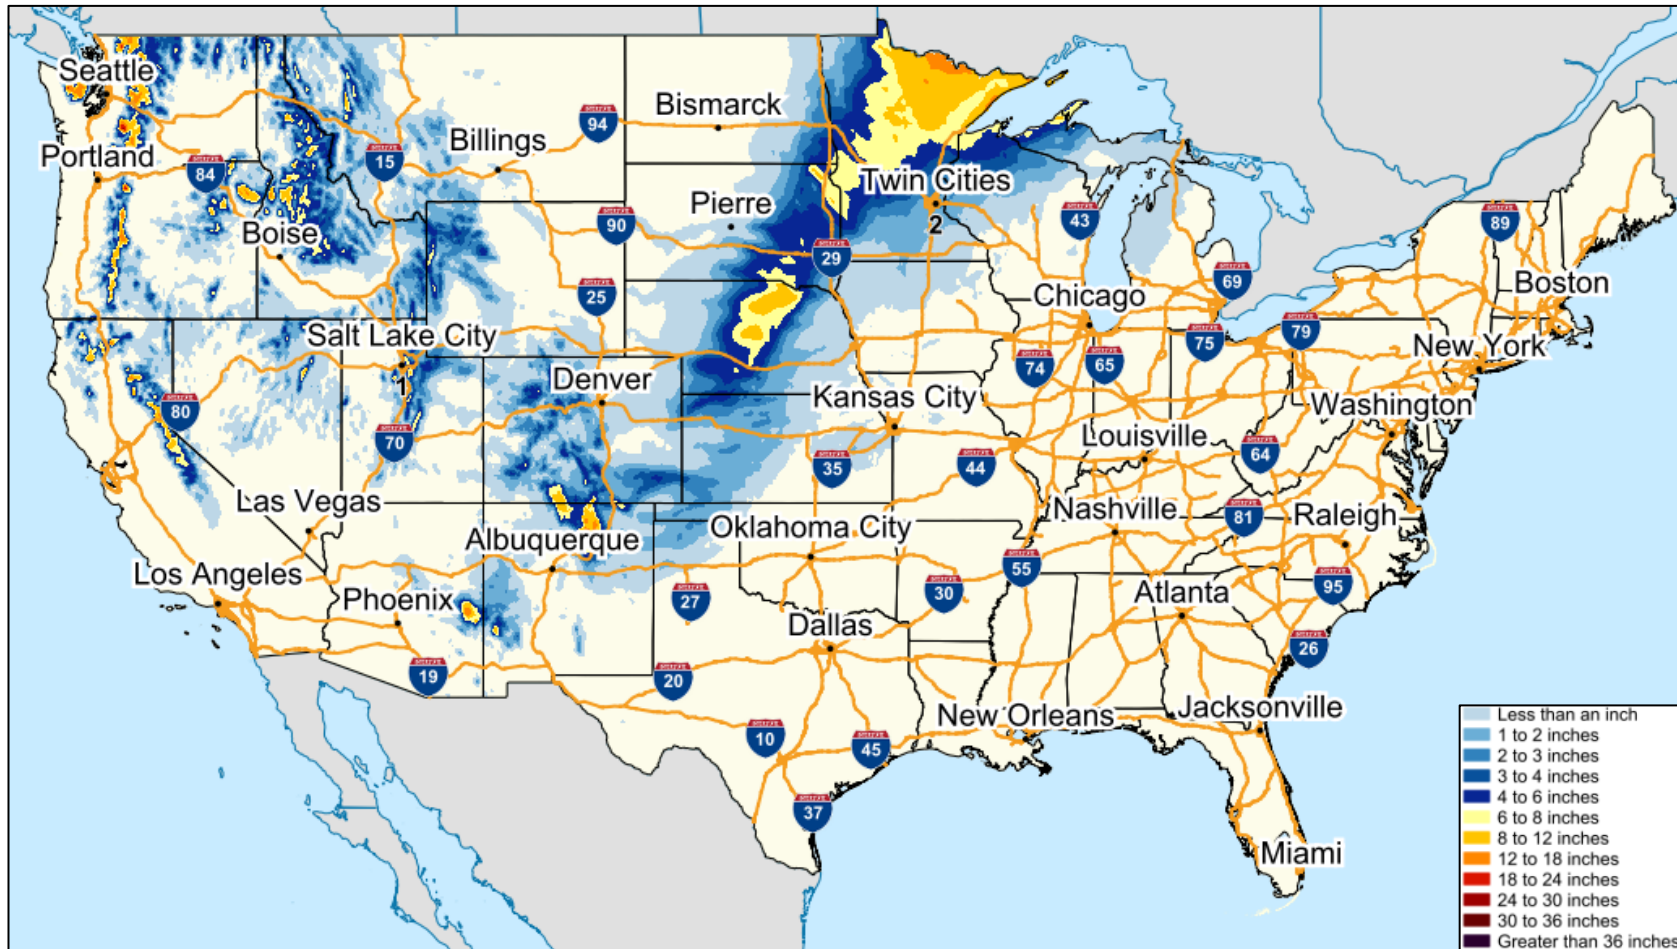 Seattle
Portland
84
15
Billings
94
Bismarck
Boise
90
Pierre
Twin Cities
2
43
89
29
25
69
Boston
Chicago
Salt Lake City
1
79
75
New York
74
65
Denver
80
Kansas City
Washington
70
Louisville
64
35
44
Las Vegas
Nashville
81
Raleigh
Albuquerque
Oklahoma City
55
95
Los Angeles
Phoenix
27
30
Atlanta
Dallas
26
19
20
New Orleans
Jacksonville
10
45
37
Miami
Less than an inch
1 to 2 inches
2 to 3 inches
3 to 4 inches
4 to 6 inches
6 to 8 inches
8 to 12 inches
12 to 18 inches
18 to 24 inches
24 to 30 inches
30 to 36 inches
Greater than 36 inches